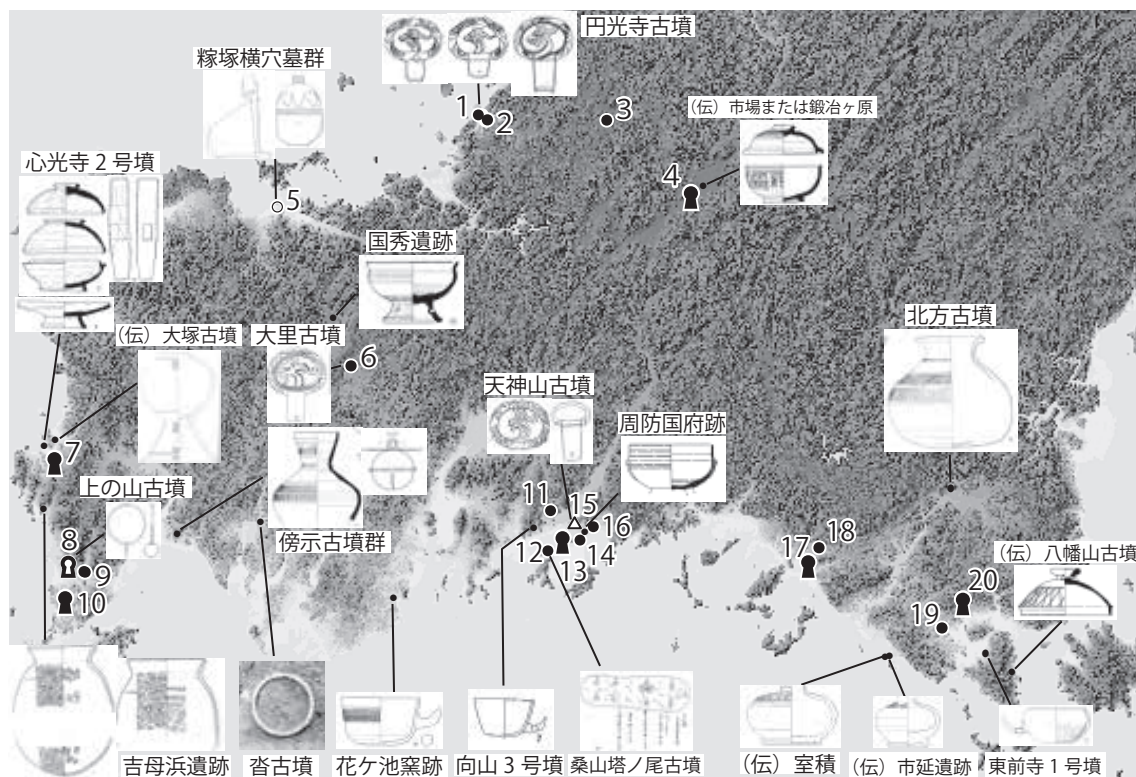 円光寺古墳
糘塚横穴墓群
1
2
3
(伝) 市場または鍛冶ヶ原
4
心光寺 2 号墳
5
国秀遺跡
(伝) 大塚古墳
大里古墳
6
北方古墳
天神山古墳
周防国府跡
7
上の山古墳
8
9
10
傍示古墳群
11
15
16
12
13
14
18
17
(伝) 八幡山古墳
20
19
吉母浜遺跡
沓古墳
花ケ池窯跡
向山 3 号墳
桑山塔ノ尾古墳
(伝) 室積
(伝) 市延遺跡
東前寺 1 号墳